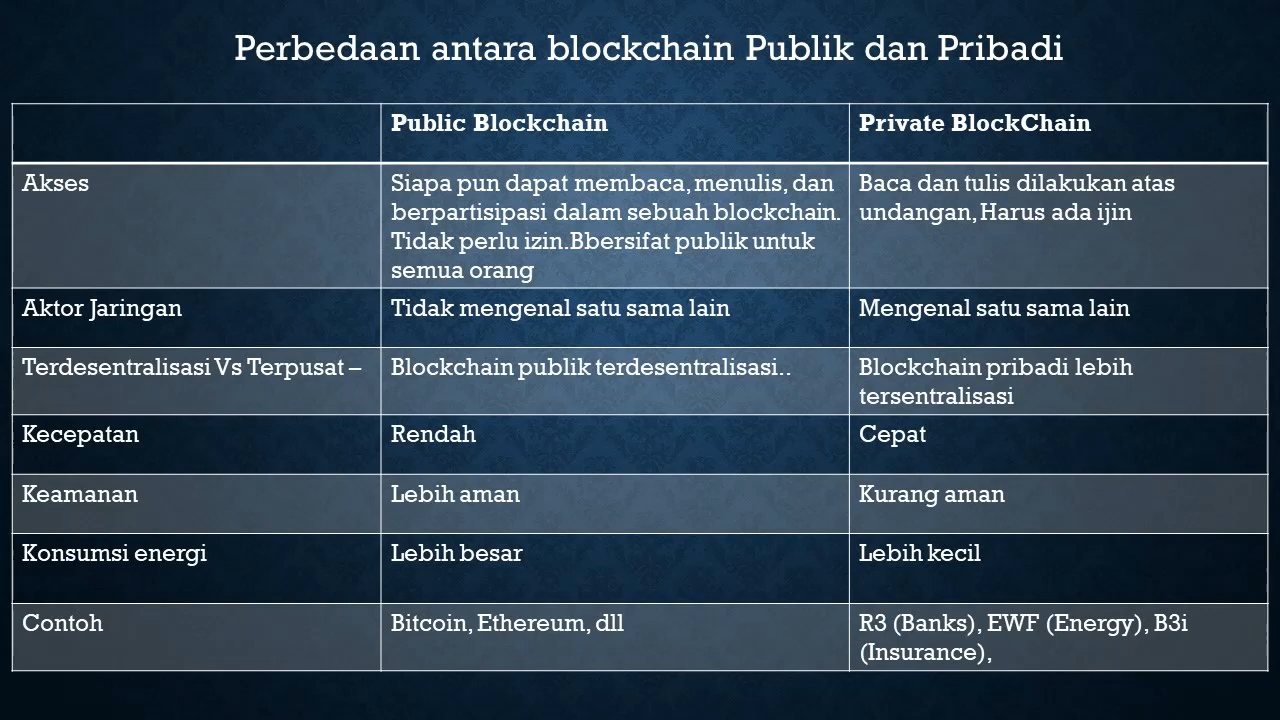 Perbedaan antara blockchain Publik dan Pribadi
Public Blockchain
Private BlockChain
Akses
Siapa pun dapat membaca, menulis, dan
berpartisipasi dalam sebuah blockchain.
Tidak perlu izin.Bbersifat publik untuk
semua orang
Baca dan tulis dilakukan atas
undangan, Harus ada ijin
Aktor Jaringan
Tidak mengenal satu sama lain
Mengenal satu sama lain
Terdesentralisasi Vs Terpusat –
Blockchain publik terdesentralisasi..
Blockchain pribadi lebih
tersentralisasi
Kecepatan
Rendah
Cepat
Keamanan
Lebih aman
Kurang aman
Konsumsi energi
Lebih besar
Lebih kecil
Contoh
Bitcoin, Ethereum, dll
R3 (Banks), EWF (Energy), B3i
(Insurance),